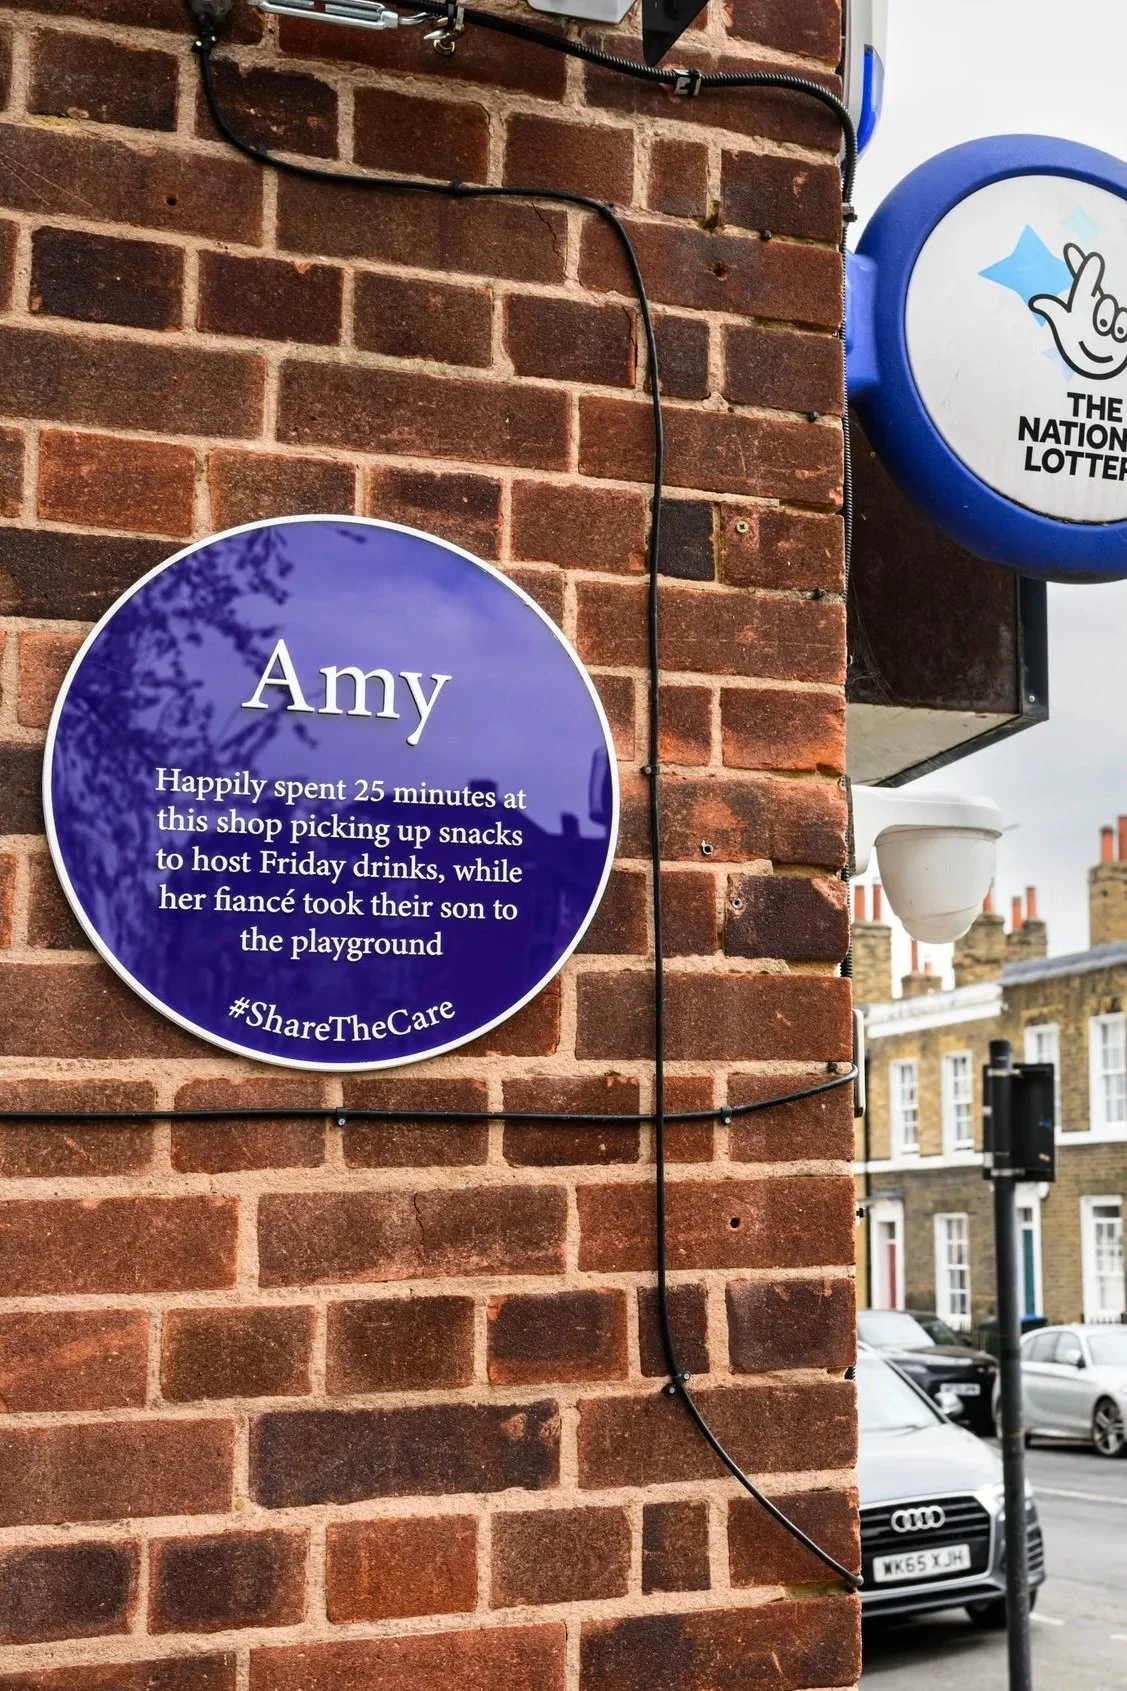 THE
NATION
LOTTER
Amy
Happily spent 25 minutes at
this shop picking up snacks
to host Friday drinks, while
her fiancé took their son to
the playground
#ShareTheCare
WK65 XJH